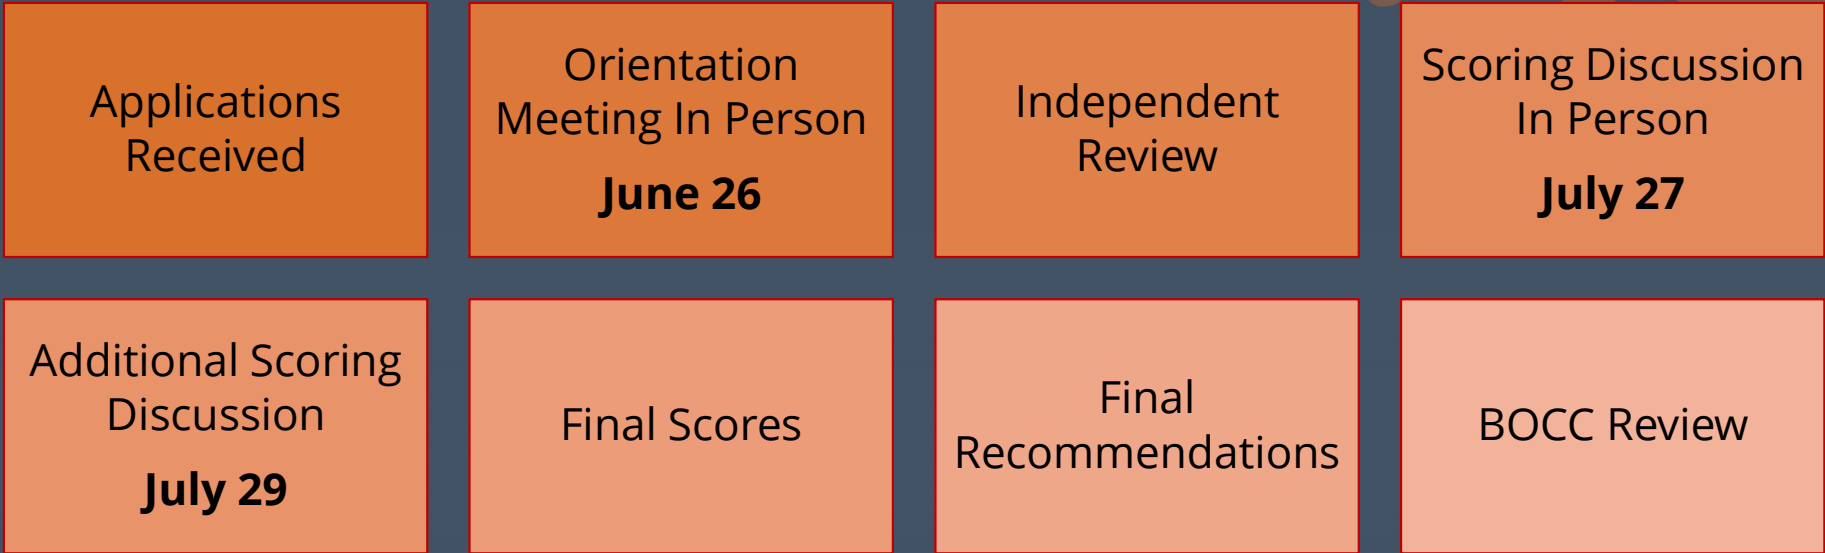 Applications
Received
Orientation
Meeting In Person
June 26
Independent
Review
Scoring Discussion
In Person
July 27
Additional Scoring
Discussion
July 29
Final Scores
Final
Recommendations
BOCC Review